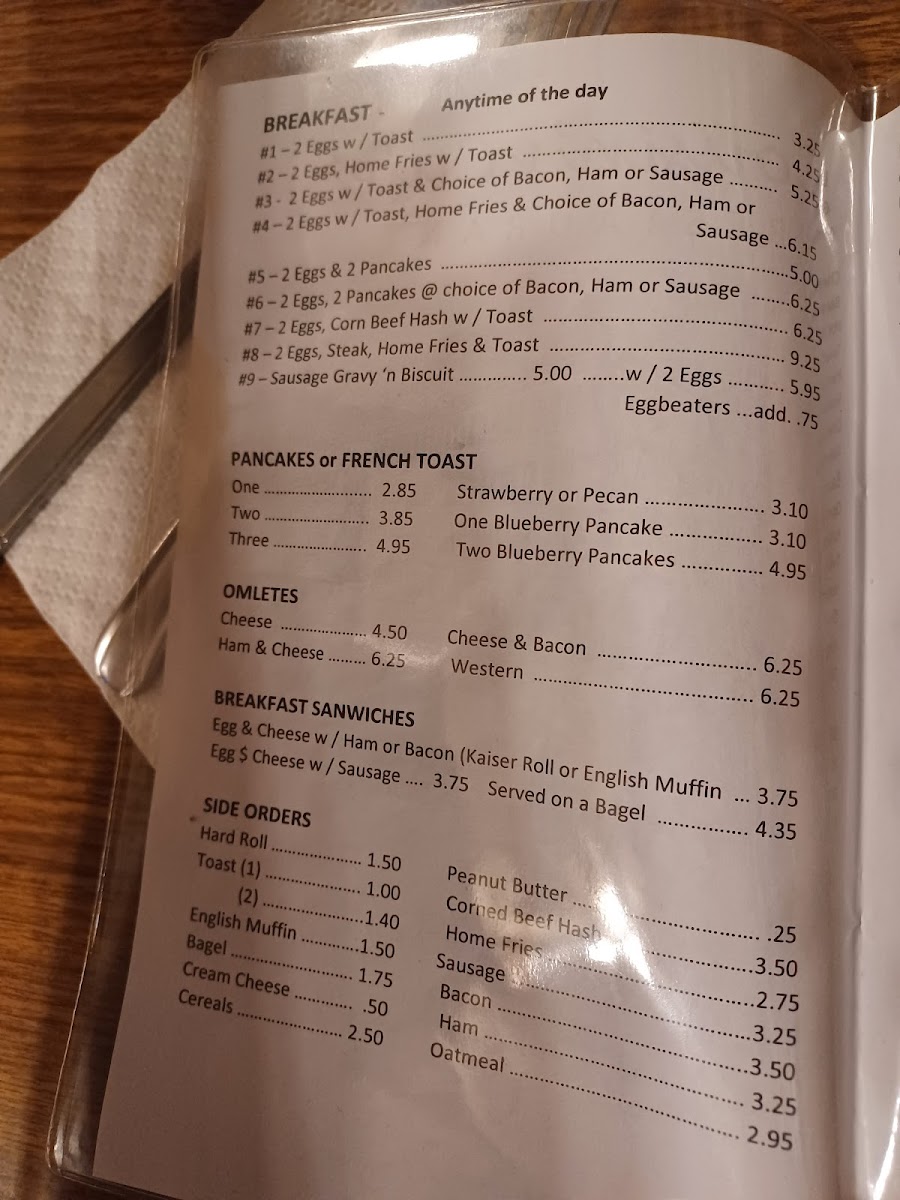 BREAKFAST - Anytime of the day
#1 – 2 Eggs w / Toast ........ 3.25
#2 – 2 Eggs, Home Fries w / Toast ........ 4.25
#3 - 2 Eggs w / Toast & Choice of Bacon, Ham or Sausage .......... 5.25
#4 – 2 Eggs w / Toast, Home Fries & Choice of Bacon, Ham or
Sausage ...6.15
#5 – 2 Eggs & 2 Pancakes ........ 5.00
#6 – 2 Eggs, 2 Pancakes @ choice of Bacon, Ham or Sausage ........6.25
#7 – 2 Eggs, Corn Beef Hash w / Toast ........ 6.25
#8 – 2 Eggs, Steak, Home Fries & Toast ........ 9.25
#9 – Sausage Gravy ‘n Biscuit ............. 5.00 ........w / 2 Eggs ........... 5.95
Eggbeaters ...add. .75
PANCAKES or FRENCH TOAST
One ........ 2.85 Strawberry or Pecan ........ 3.10
Two ........ 3.85 One Blueberry Pancake ........ 3.10
Three ........ 4.95 Two Blueberry Pancakes ........ 4.95
OMLETES
Cheese ........ 4.50 Cheese & Bacon ........ 6.25
Ham & Cheese ......... 6.25 Western ........ 6.25
BREAKFAST SANWICHES
Egg & Cheese w / Ham or Bacon (Kaiser Roll or English Muffin ... 3.75
Egg $ Cheese w / Sausage .... 3.75 Served on a Bagel ........ 4.35
SIDE ORDERS
Hard Roll ........ 1.50 Peanut Butter ........ .25
Toast (1) ........ 1.00 Corned Beef Hash ........ 3.50
(2) ........ 1.40 Home Fries ........ 2.75
English Muffin ........ 1.50 Sausage ........ 3.25
Bagel ........ 1.75 Bacon ........ 3.50
Cream Cheese ........ .50 Ham ........ 3.25
Cereals ........ 2.50 Oatmeal ........ 2.95